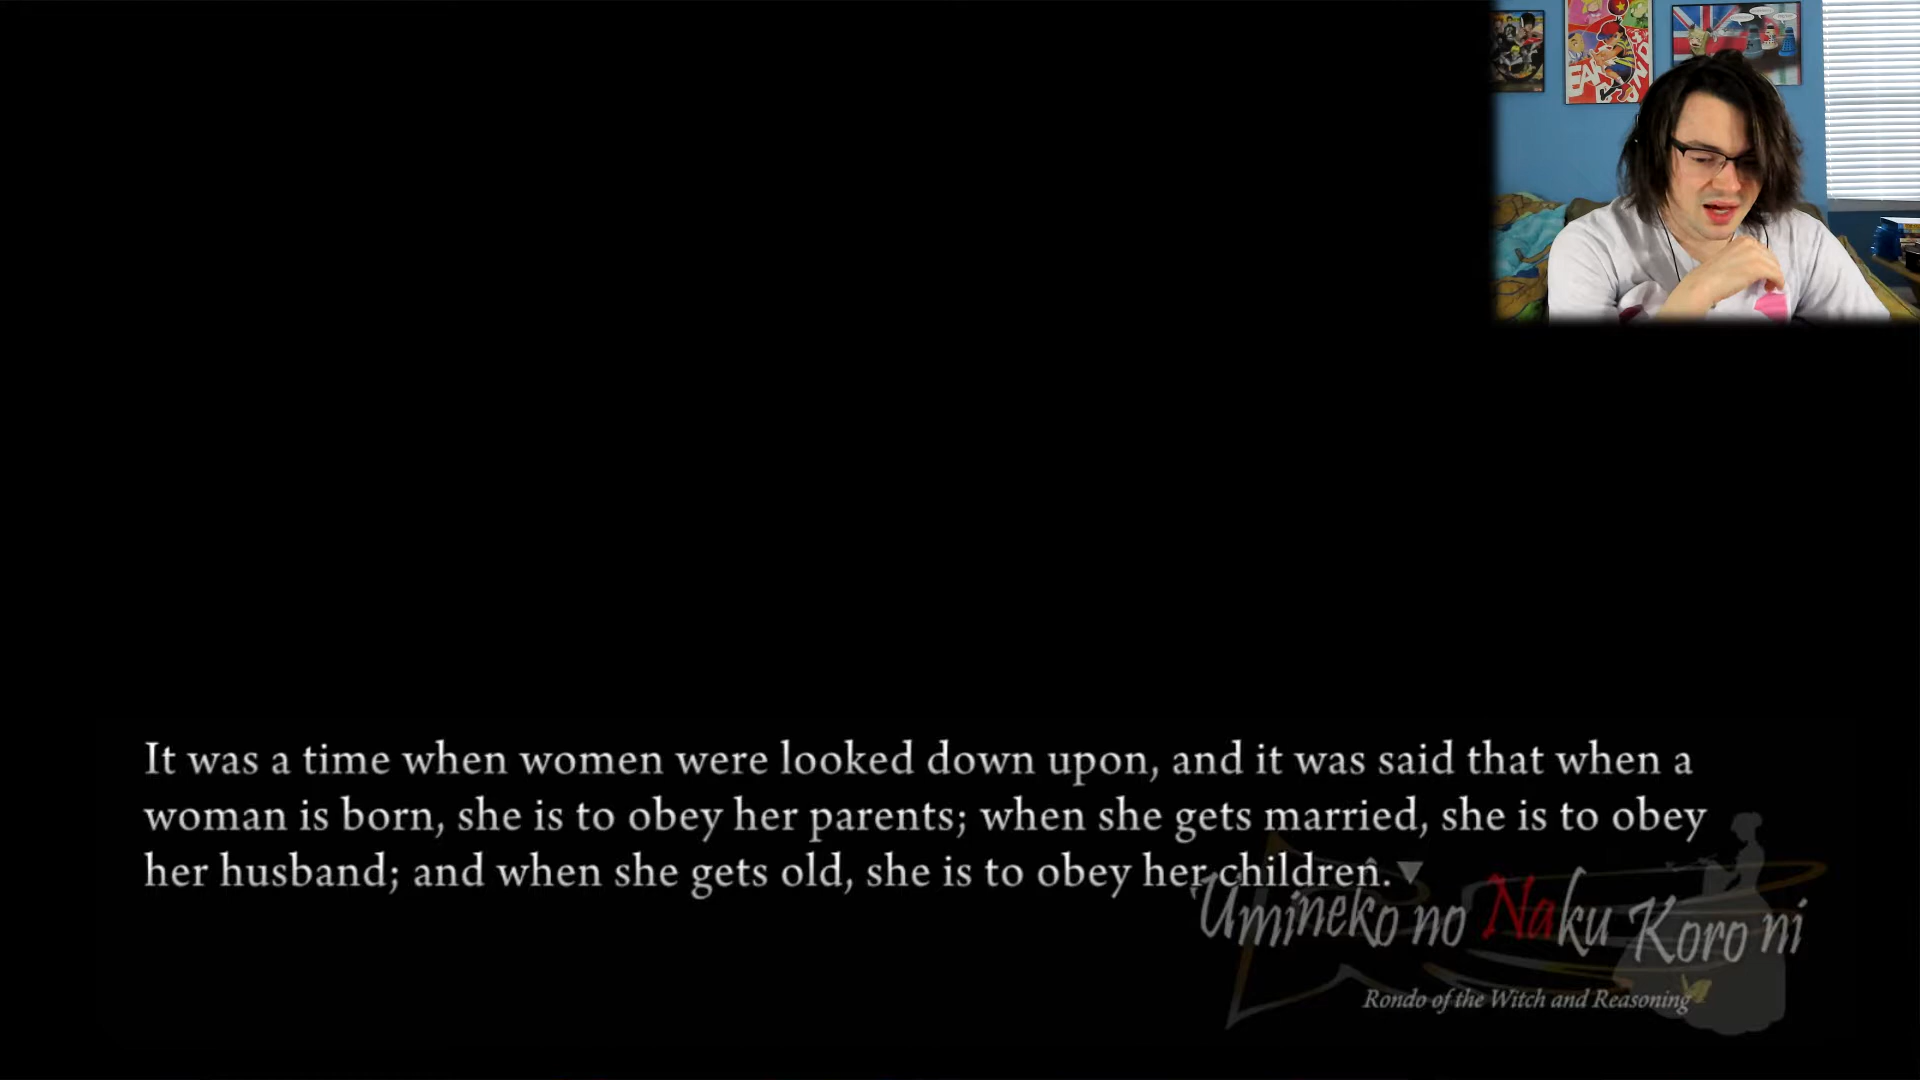 It was a time when women were looked down upon, and it was said that when a
woman is born, she is to obey her parents; when she gets married, she is to obey
her husband; and when she gets old, she is to obey her children.
Umineko no Naku Koro ni
Rondo of the Witch and Reasoning